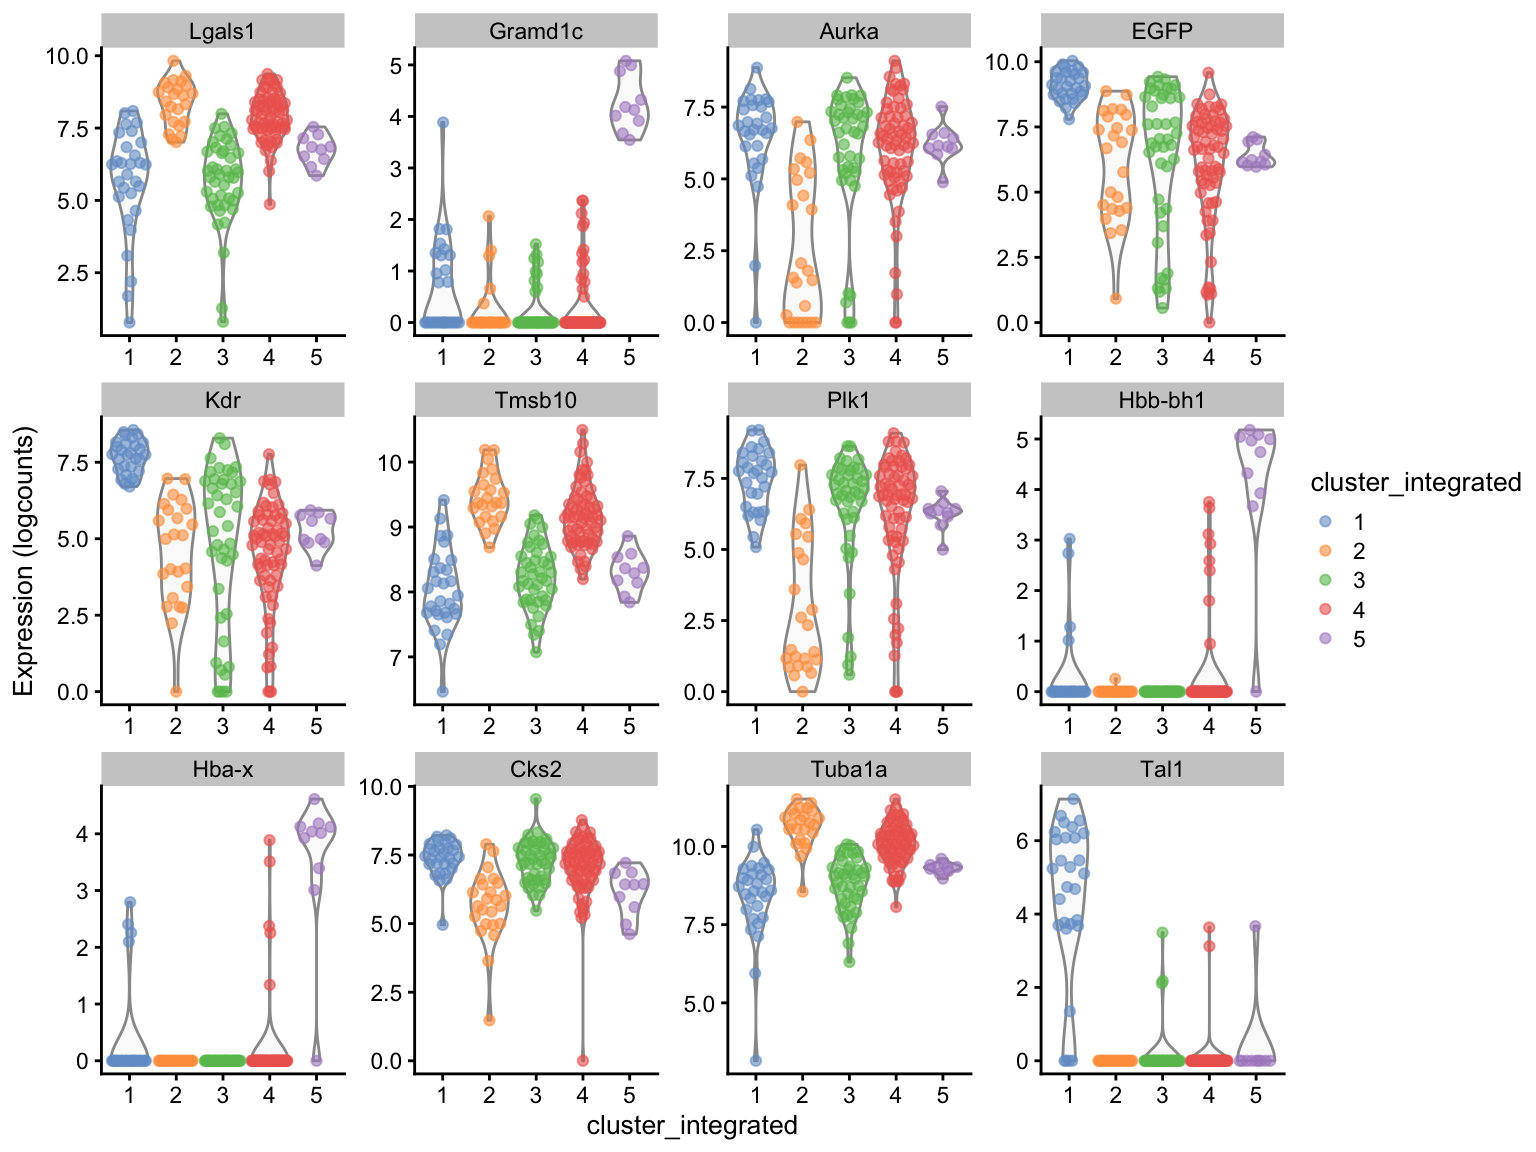 Lgals1 Gramd1c Aurka EGFP
10.0 7.5 5.0 2.5
5 4 3 2 1 0
7.5 5.0 2.5 0.0
10.0 7.5 5.0 2.5 0.0
1 2 3 4 5 1 2 3 4 5 1 2 3 4 5 1 2 3 4 5
Kdr Tmsb10 Plk1 Hbb-bh1
7.5 5.0 2.5 0.0
10 9 8 7
7.5 5.0 2.5 0.0
5 4 3 2 1 0
1 2 3 4 5 1 2 3 4 5 1 2 3 4 5 1 2 3 4 5
Hba-x Cks2 Tuba1a Tal1
4 3 2 1 0
10.0 7.5 5.0 2.5 0.0
10.0 7.5 5.0
6 4 2 0
1 2 3 4 5 1 2 3 4 5 1 2 3 4 5 1 2 3 4 5
Expression (logcounts)
cluster_integrated
cluster_integrated
1
2
3
4
5